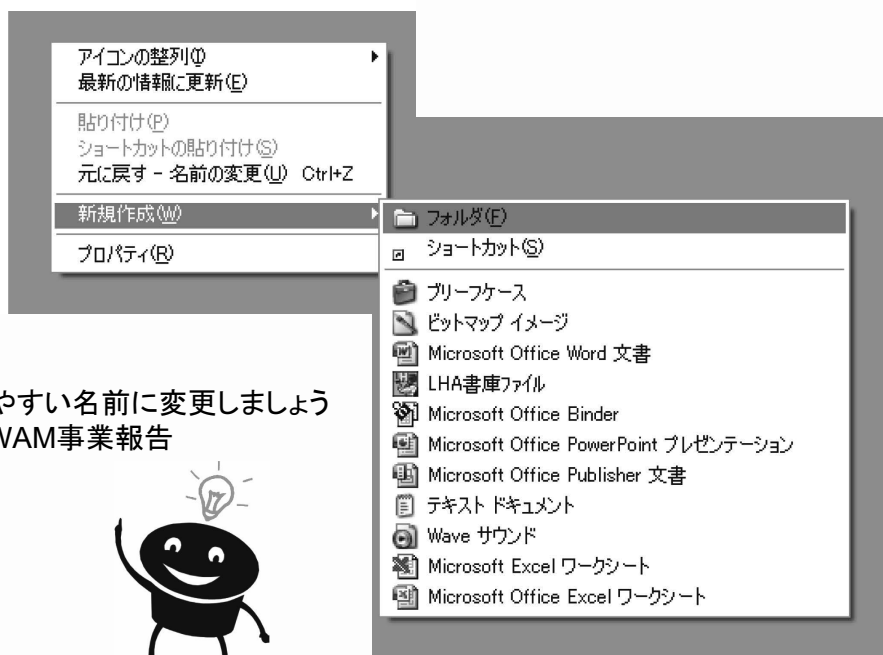 アイコンの整列(I)
最新の情報に更新(E)
貼り付け(P)
ショートカットの貼り付け(S)
元に戻す - 名前の変更(U) Ctrl+Z
新規作成(W)
プロパティ(R)
フォルダ(F)
ショートカット(S)
ブリーフケース
ビットマップ イメージ
Microsoft Office Word 文書
LHA書庫ファイル
Microsoft Office Binder
Microsoft Office PowerPoint プレゼンテーション
Microsoft Office Publisher 文書
テキスト ドキュメント
Wave サウンド
Microsoft Excel ワークシート
Microsoft Office Excel ワークシート
やすい名前に変更しましょう
WAM事業報告